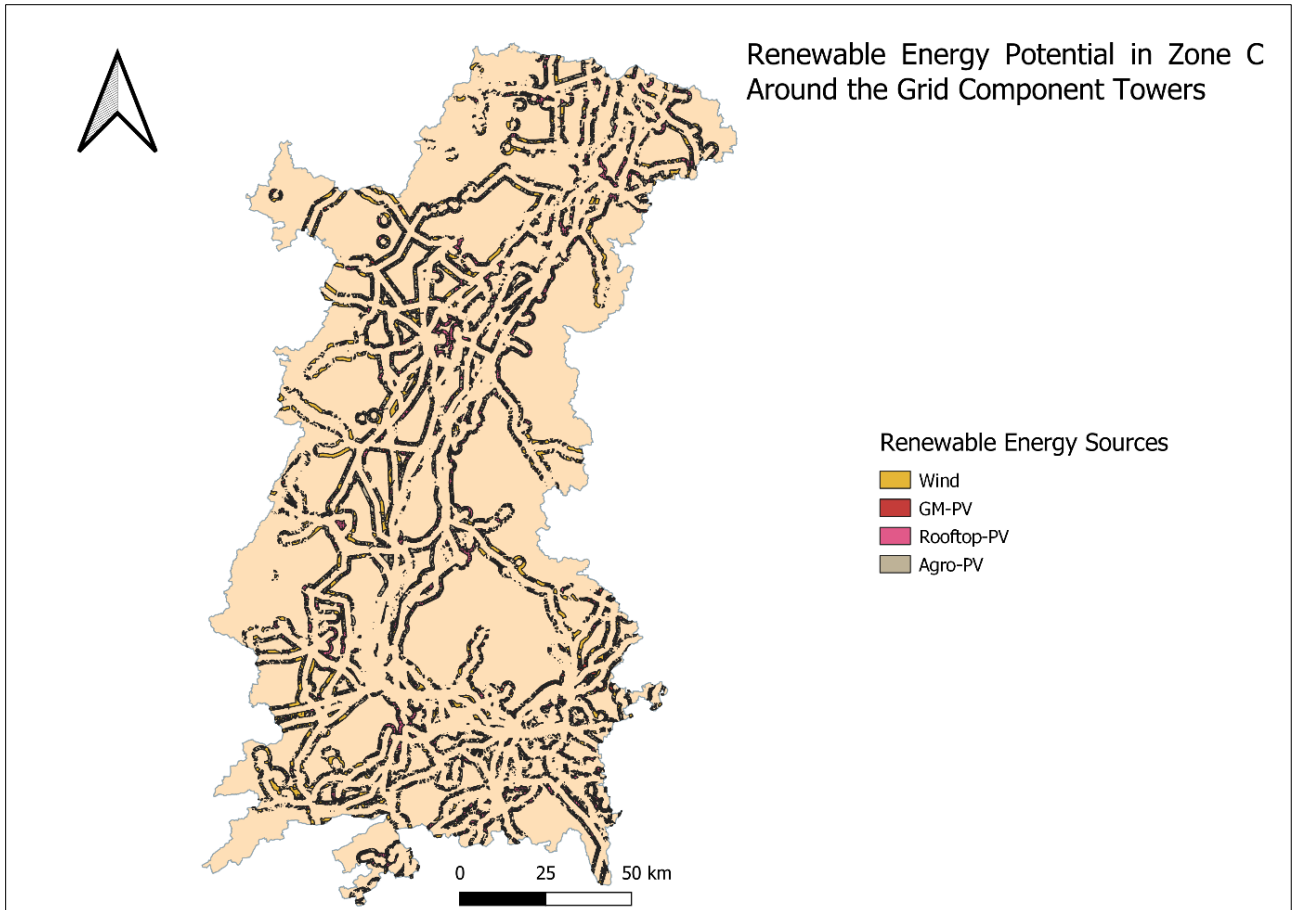 Renewable Energy Potential in Zone C
Around the Grid Component Towers
Renewable Energy Sources
Wind
GM-PV
Rooftop-PV
Agro-PV
0 25 50 km